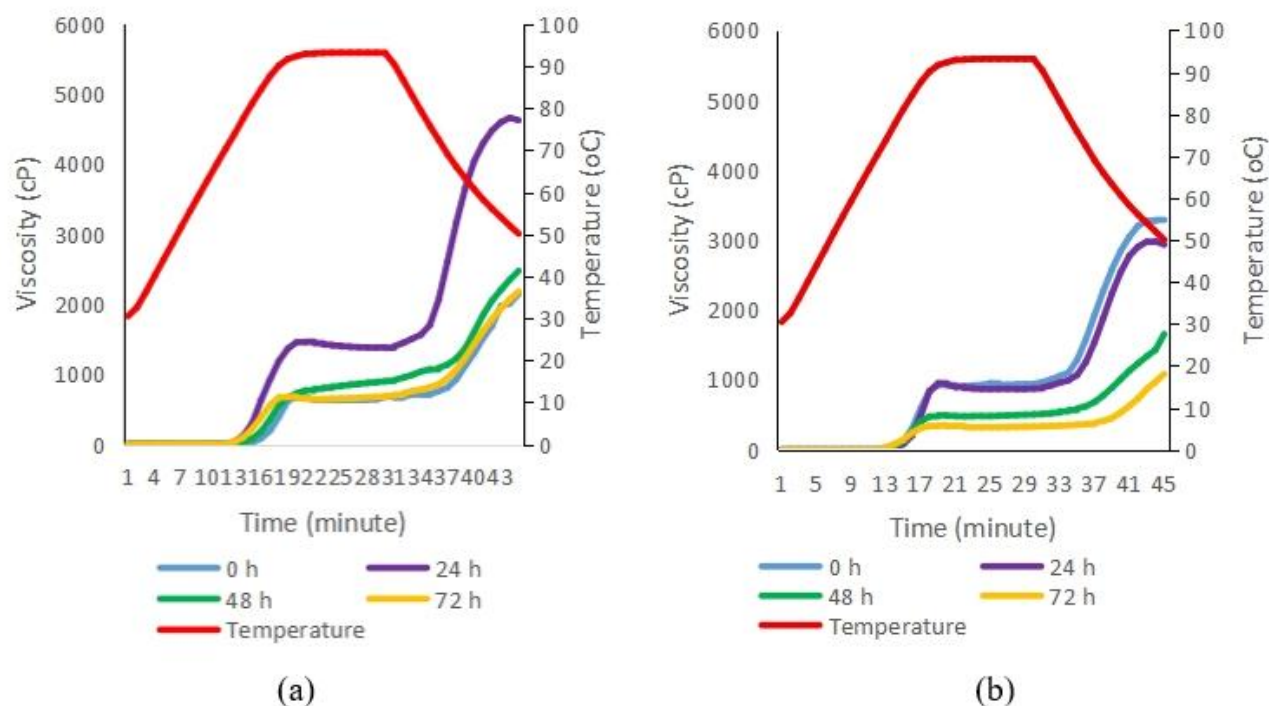 6000
5000
4000
3000
2000
1000
0
Viscosity (cP)
100
90
80
70
60
50
40
30
20
10
0
Temperature (oC)
1 4 7 101316192225283134374043
Time (minute)
0 h 24 h
48 h 72 h
Temperature
(a)
6000
5000
4000
3000
2000
1000
0
Viscosity (cP)
100
90
80
70
60
50
40
30
20
10
0
Temperature (oC)
1 5 9 13 17 21 25 29 33 37 41 45
Time (minute)
0 h 24 h
48 h 72 h
Temperature
(b)